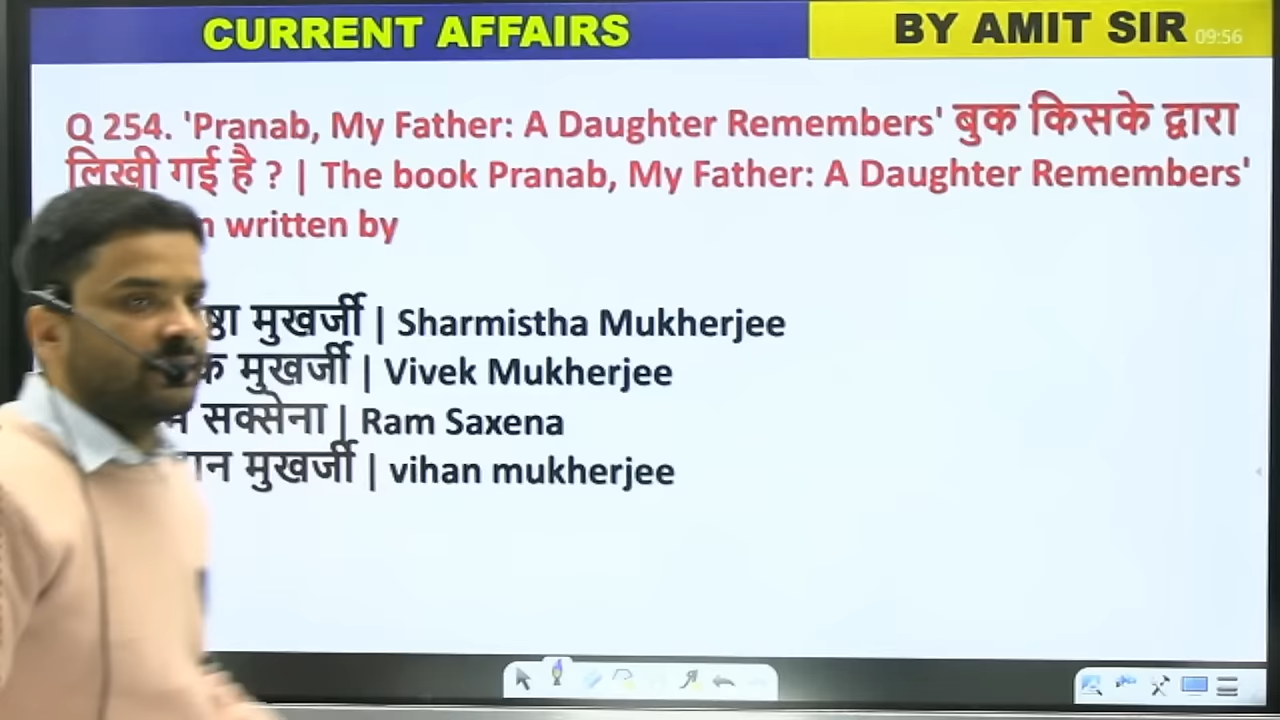 CURRENT AFFAIRS
BY AMIT SIR 09:56
Q 254. 'Pranab, My Father: A Daughter Remembers' बुक किसके द्वारा
लिखी गई है ? | The book Pranab, My Father: A Daughter Remembers'
written by
मुखर्जी | Sharmistha Mukherjee
मुखर्जी | Vivek Mukherjee
सक्सेना | Ram Saxena
मुखर्जी | vihan mukherjee